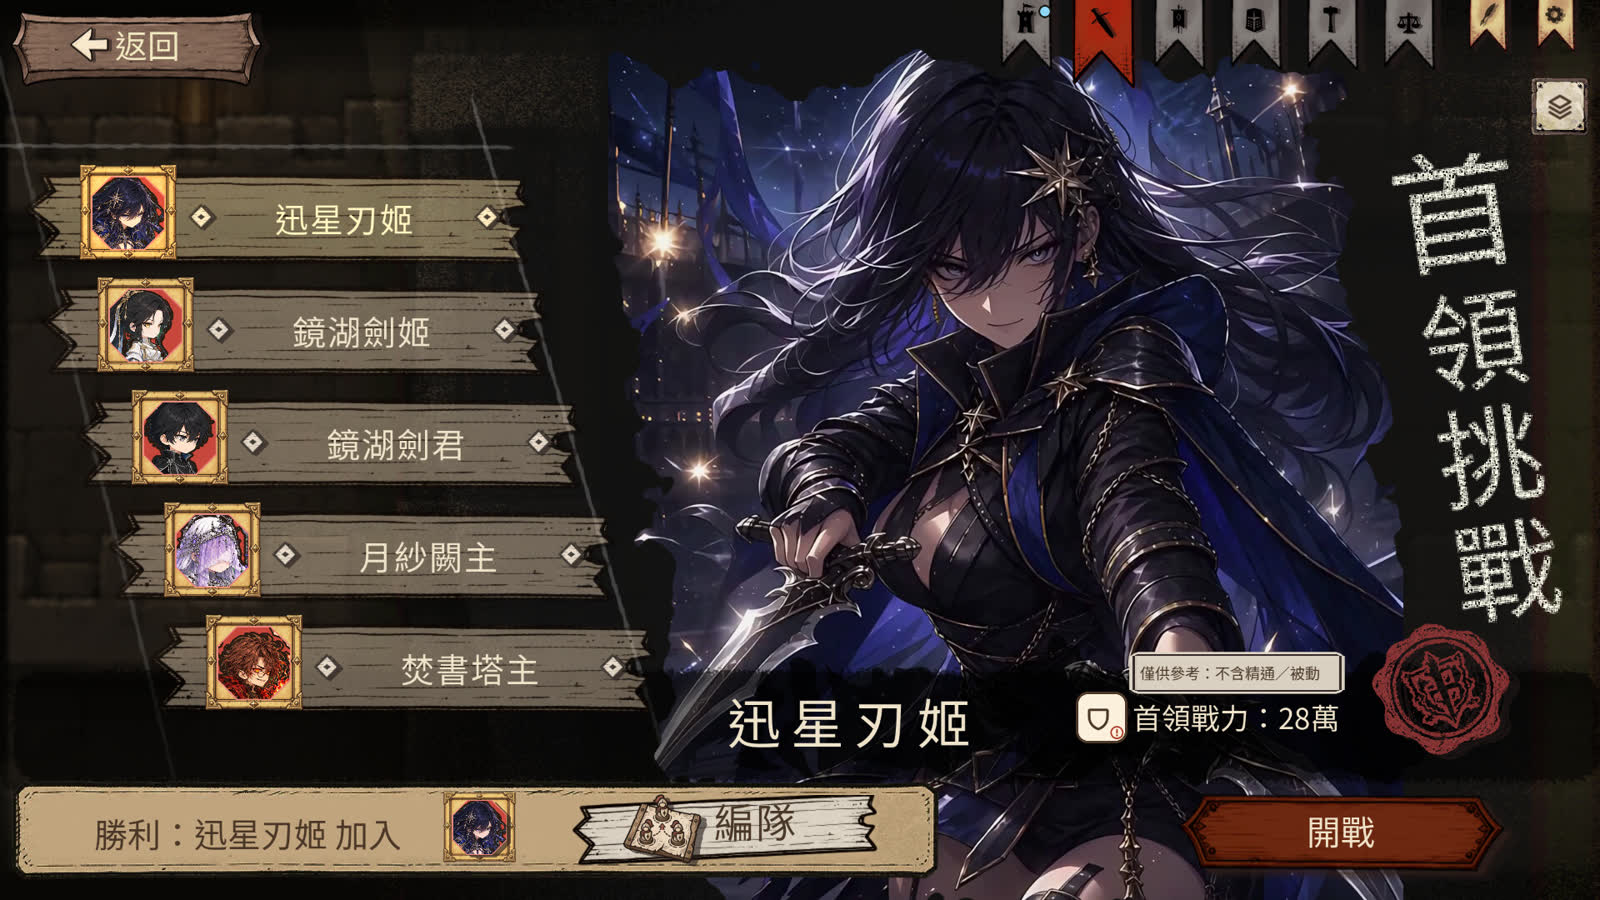 返回
迅星刃姬
鏡湖劍姬
鏡湖劍君
月紗闕主
焚書塔主
首領挑戰
僅供參考：不含精通／被動
迅星刃姬
首領戰力：28萬
勝利：迅星刃姬 加入
編隊
開戰